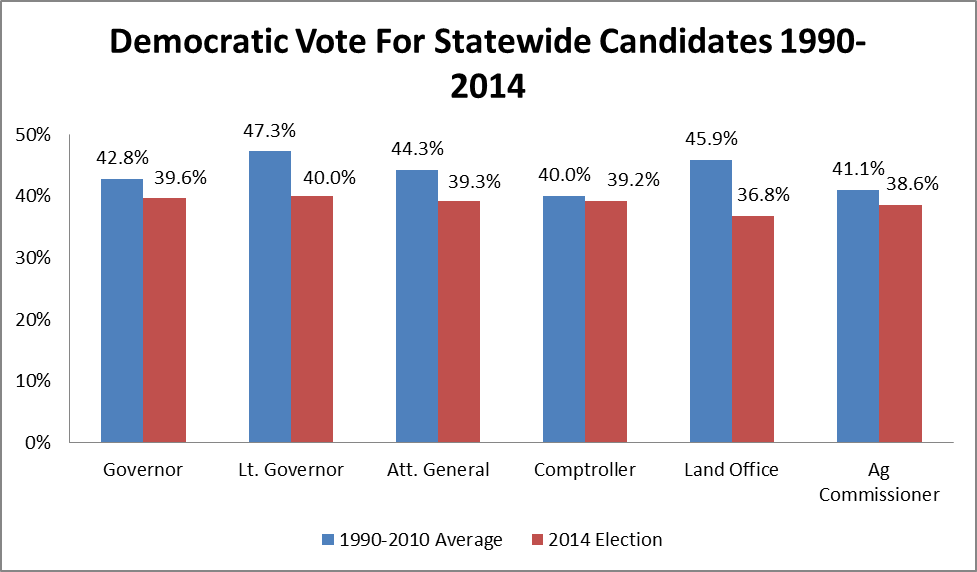 Democratic Vote For Statewide Candidates 1990-
2014
50%
40%
30%
20%
10%
0%
42.8%
39.6%
47.3%
40.0%
44.3%
39.3%
40.0%
39.2%
45.9%
36.8%
41.1%
38.6%
Governor
Lt. Governor
Att. General
Comptroller
Land Office
Ag
Commissioner
1990-2010 Average
2014 Election